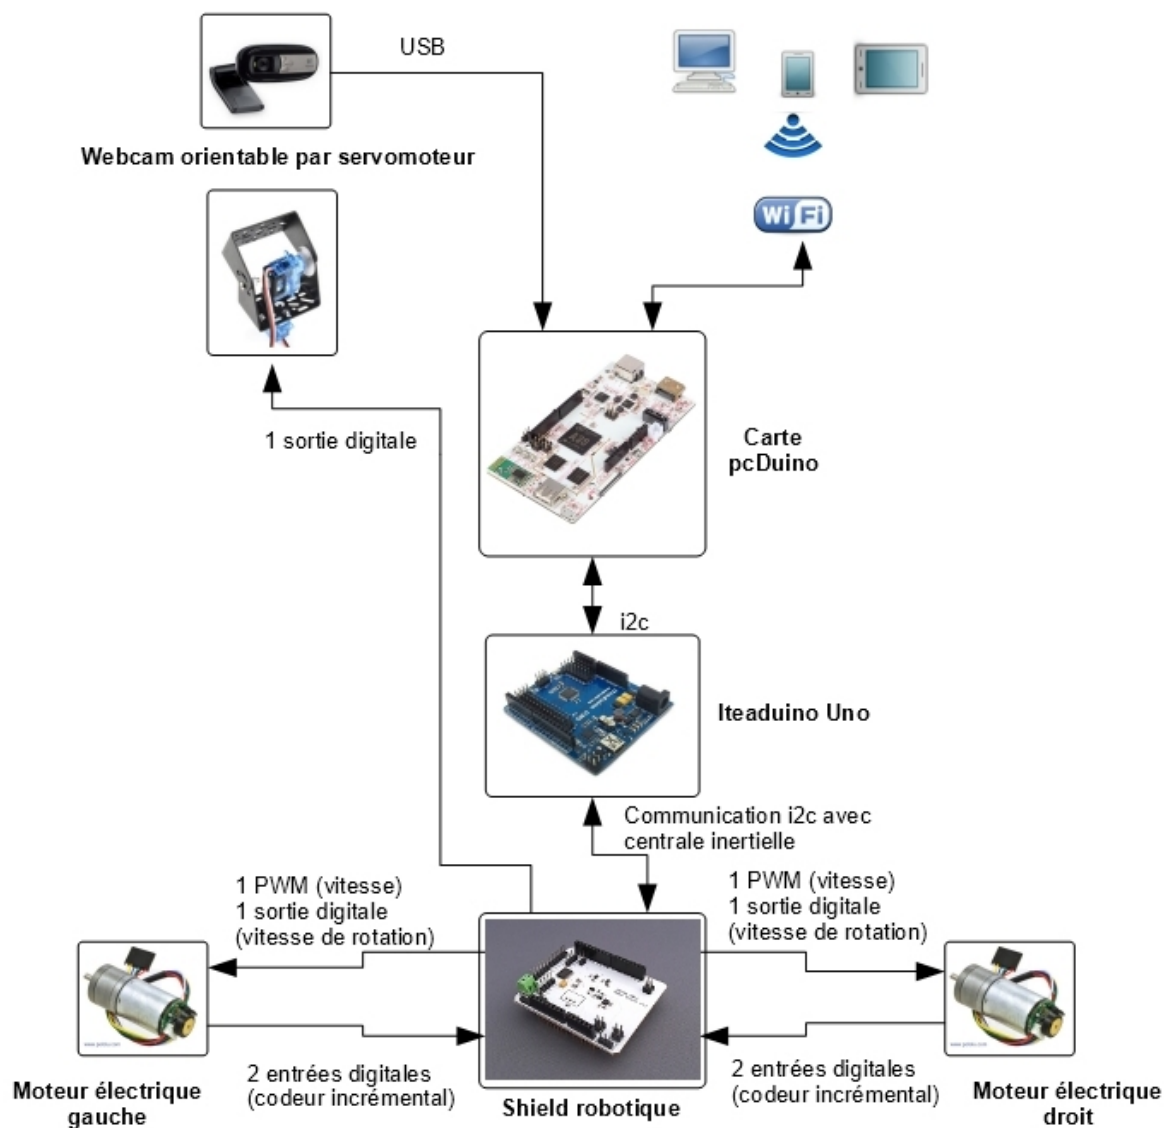 USB
Webcam orientable par servomoteur
Wi Fi
1 sortie digitale
Carte
pcDuino
i2c
Iteaduino Uno
Communication i2c avec
centrale inertielle
1 PWM (vitesse)
1 sortie digitale
(vitesse de rotation)
1 PWM (vitesse)
1 sortie digitale
(vitesse de rotation)
2 entrées digitales
(codeur incrémental)
2 entrées digitales
(codeur incrémental)
Moteur électrique
gauche
Shield robotique
Moteur électrique
droit